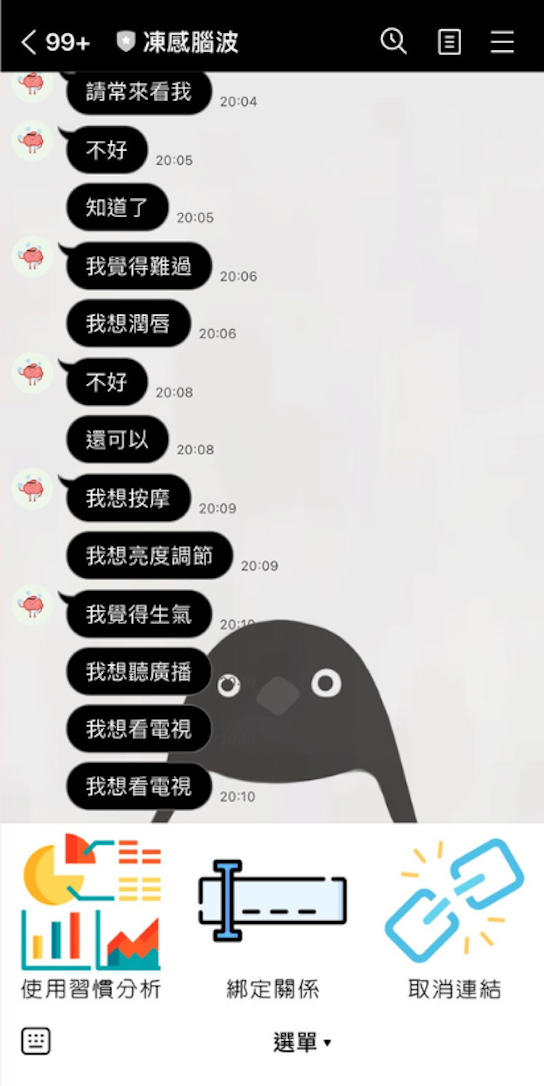 99+ 凍感腦波
請常來看我 20:04
不好 20:05
知道了 20:05
我覺得難過 20:06
我想潤唇 20:06
不好 20:08
還可以 20:08
我想按摩 20:09
我想亮度調節 20:09
我覺得生氣 20:10
我想聽廣播
我想看電視
我想看電視 20:10
使用習慣分析 綁定關係 取消連結
選單